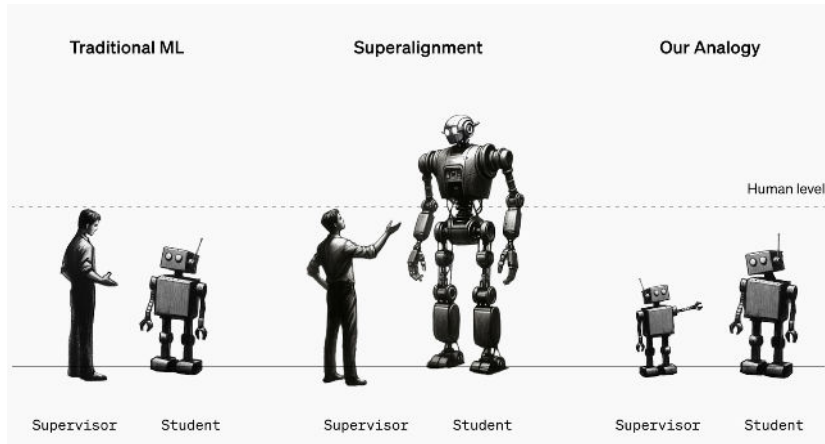 Traditional ML
Superalignment
Our Analogy
Human level
Supervisor Student
Supervisor Student
Supervisor Student